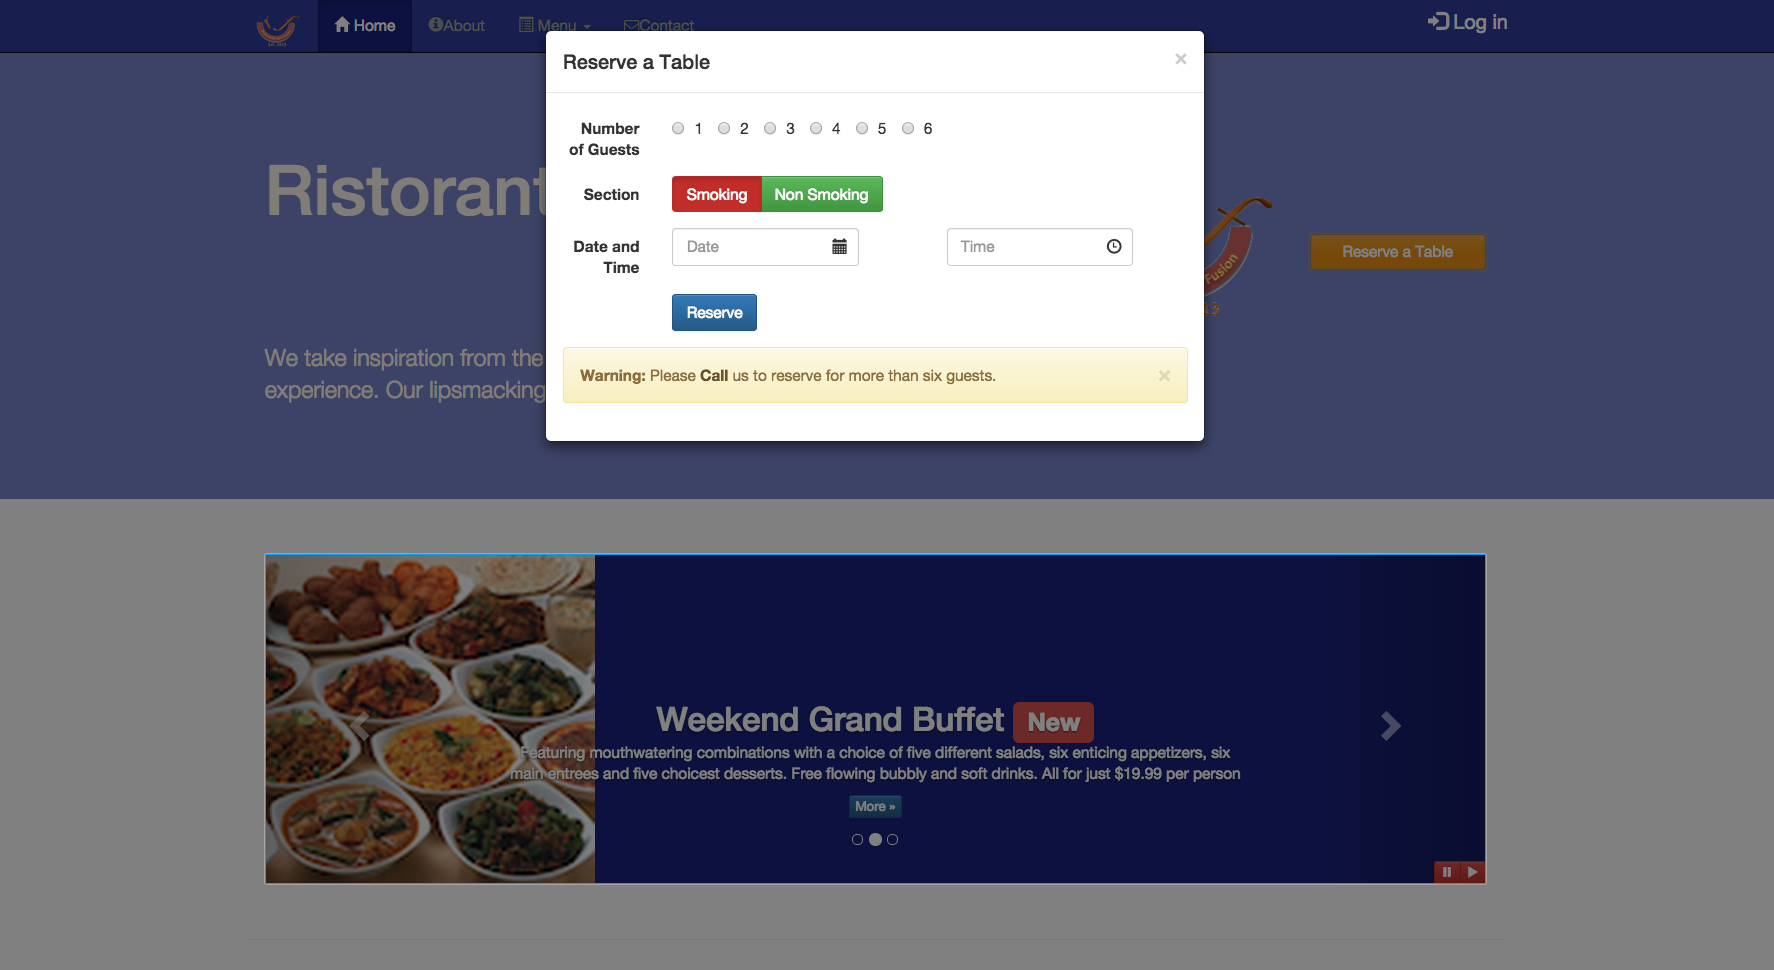 Home
About
Menu
Contact
Log in
Reserve a Table
×
Number of Guests
1 2 3 4 5 6
Section
Smoking
Non Smoking
Date and Time
Date
Time
Reserve
Warning: Please Call us to reserve for more than six guests.
×
Ristorant
We take inspiration from the
experience. Our lipsmacking
Fusion
13
Reserve a Table
Weekend Grand Buffet New
Featuring mouthwatering combinations with a choice of five different salads, six enticing appetizers, six
main entrees and five choicest desserts. Free flowing bubbly and soft drinks. All for just $19.99 per person
More »